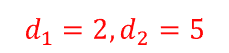 d₁ = 2, d₂ = 5